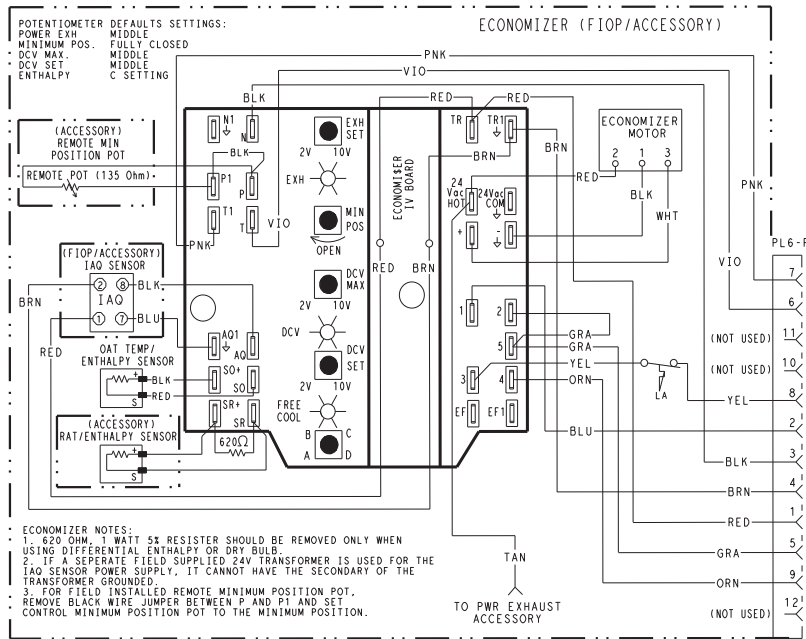 ECONOMIZER (FIOP/ACCESSORY)
POTENTIOMETER DEFAULTS SETTINGS:
POWER EXH MIDDLE
MINIMUM POS. FULLY CLOSED
DCV MAX. MIDDLE
DCV SET MIDDLE
ENTHALPY C SETTING
PNK
VIO
BLK
RED
RED
(ACCESSORY)
REMOTE MIN
POSITION POT
REMOTE POT (135 Ohm)
N1
N
BLK
P1
P
T1
T
PNK
VIO
EXH
SET
2V 10V
EXH
MIN
POS
OPEN
DCV
MAX
2V 10V
DCV
DCV
SET
2V 10V
FREE
COOL
B C
A D
ECONOMI$ER
IV BOARD
RED
BRN
TR
TR1
BRN
BRN
24
Vac
HOT
24Vac
COM
+
-
1
2
5
3
4
EF
EF1
ECONOMIZER
MOTOR
2 1 3
RED
BLK
WHT
PNK
VIO
GRA
GRA
YEL
ORN
LA
BLU
(FIOP/ACCESSORY)
IAQ SENSOR
2 8
IAQ
1 7
BLK
BLU
BRN
RED
AQ1
AQ
OAT TEMP/
ENTHALPY SENSOR
+
S
BLK
RED
SO+
SO
(ACCESSORY)
RAT/ENTHALPY SENSOR
+
S
SR+
SR
620Ω
PL6-R
7
6
(NOT USED) 11
(NOT USED) 10
YEL 8
2
BLK 3
BRN 4
RED 1
GRA 5
ORN 9
(NOT USED) 12
TAN
TO PWR EXHAUST
ACCESSORY
ECONOMIZER NOTES:
1. 620 OHM, 1 WATT 5% RESISTER SHOULD BE REMOVED ONLY WHEN
USING DIFFERENTIAL ENTHALPY OR DRY BULB.
2. IF A SEPERATE FIELD SUPPLIED 24V TRANSFORMER IS USED FOR THE
IAQ SENSOR POWER SUPPLY, IT CANNOT HAVE THE SECONDARY OF THE
TRANSFORMER GROUNDED.
3. FOR FIELD INSTALLED REMOTE MINIMUM POSITION POT,
REMOVE BLACK WIRE JUMPER BETWEEN P AND P1 AND SET
CONTROL MINIMUM POSITION POT TO THE MINIMUM POSITION.